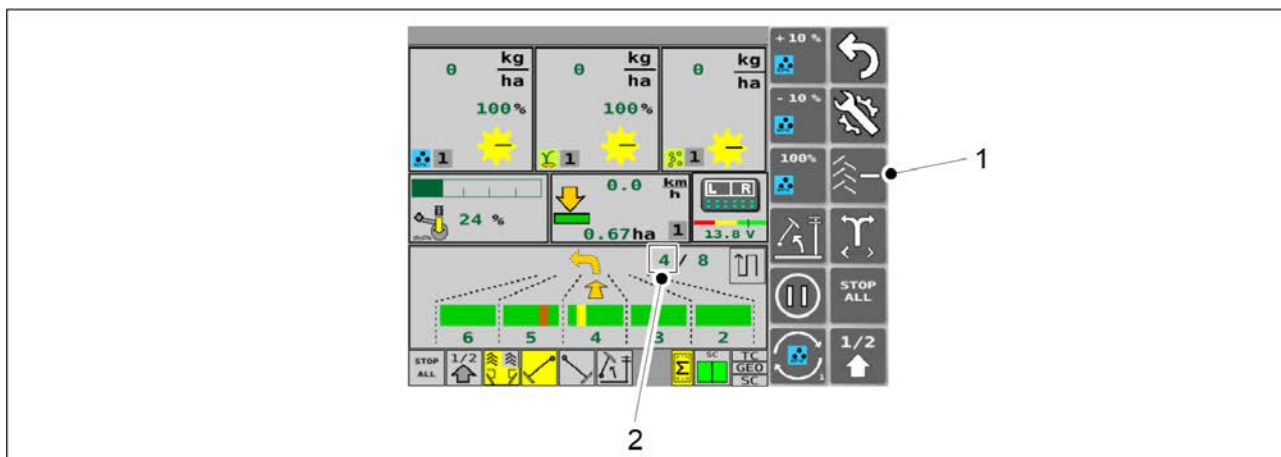 0 kg ha 100% 1
0 kg ha 100% 1
0 kg ha 1
24 %
0.0 km h
0.67ha 1
L R
13.8 V
4 / 8
6 5 4 3 2
STOP ALL
1/2
Σ
SC
TC
GEO
SC
+ 10 %
- 10 %
100%
STOP
ALL
1
1/2
1
2